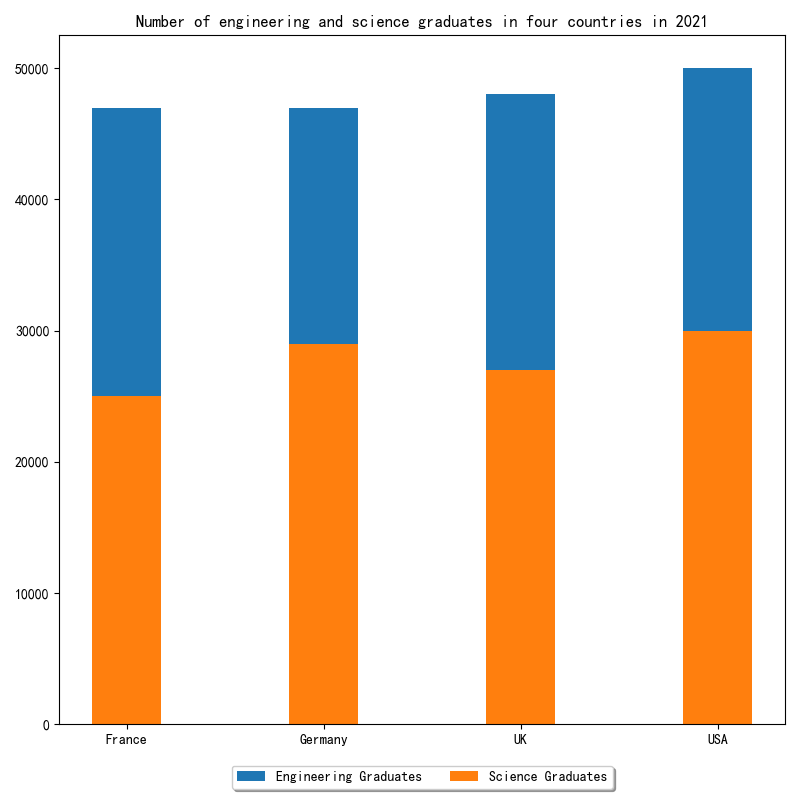 Number of engineering and science graduates in four countries in 2021
50000
40000
30000
20000
10000
0
France Germany UK USA
Engineering Graduates Science Graduates